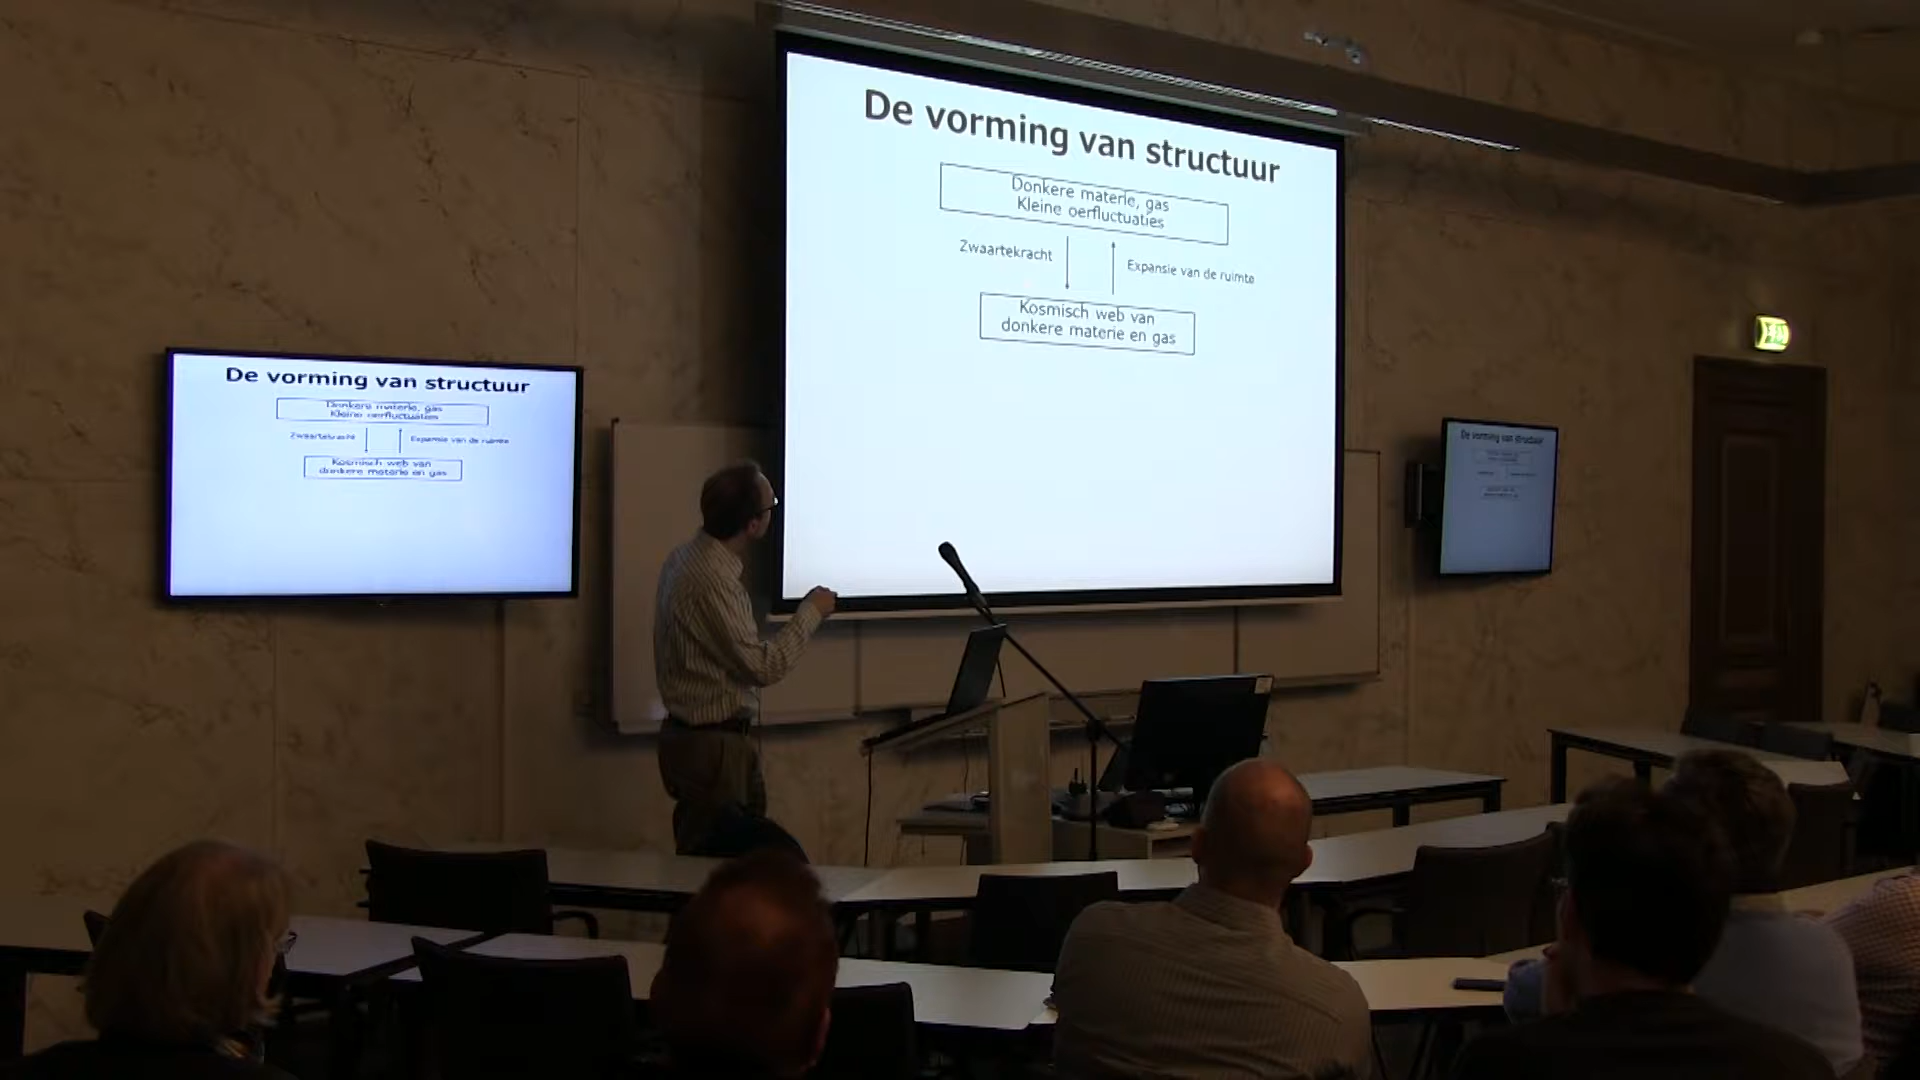 De vorming van structuur
Donkere materie, gas
Kleine oerfluctuaties
Zwaartekracht
Expansie van de ruimte
Kosmisch web van
donkere materie en gas
De vorming van structuur
Donkere materie, gas
Kleine oerfluctuaties
Zwaartekracht
Expansie van de ruimte
Kosmisch web van
donkere materie en gas
De vorming van structuur